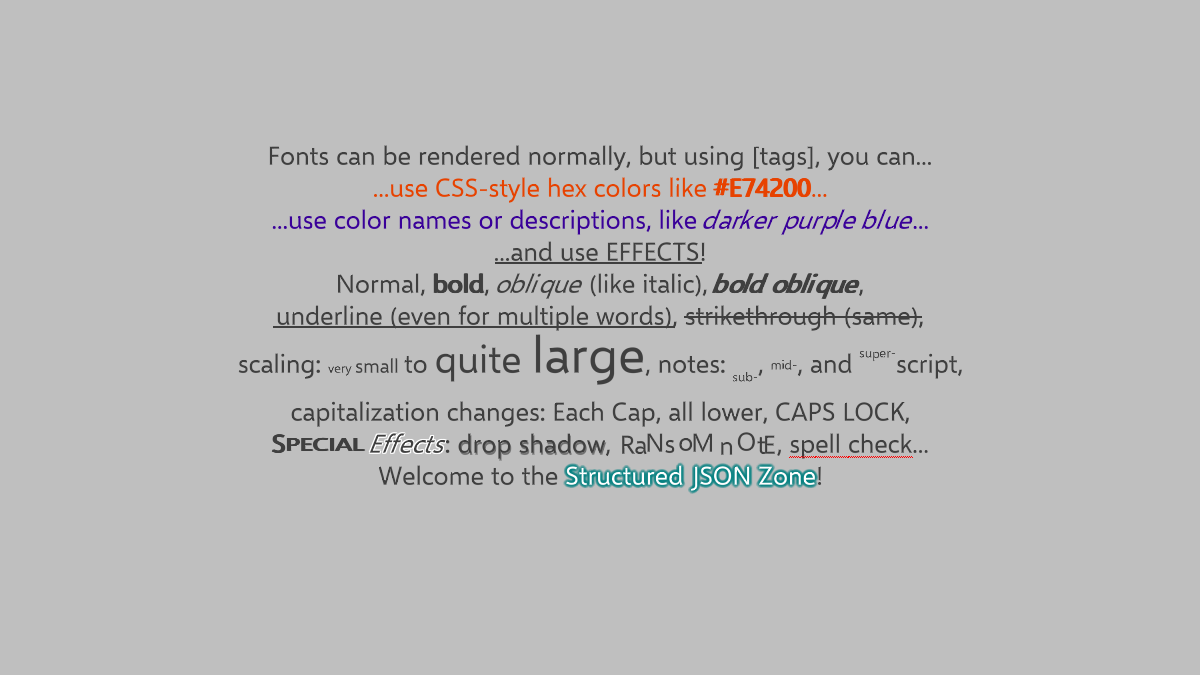 Fonts can be rendered normally, but using [tags], you can...
...use CSS-style hex colors like #E74200...
...use color names or descriptions, like darker purple blue...
...and use EFFECTS!
Normal, bold, oblique (like italic), bold oblique,
underline (even for multiple words), strikethrough (same),
scaling: very small to quite large, notes: sub-, mid-, and super-script,
capitalization changes: Each Cap, all lower, CAPS LOCK,
SPECIAL Effects: drop shadow, RaNsoM nOtE, spell check...
Welcome to the Structured JSON Zone!